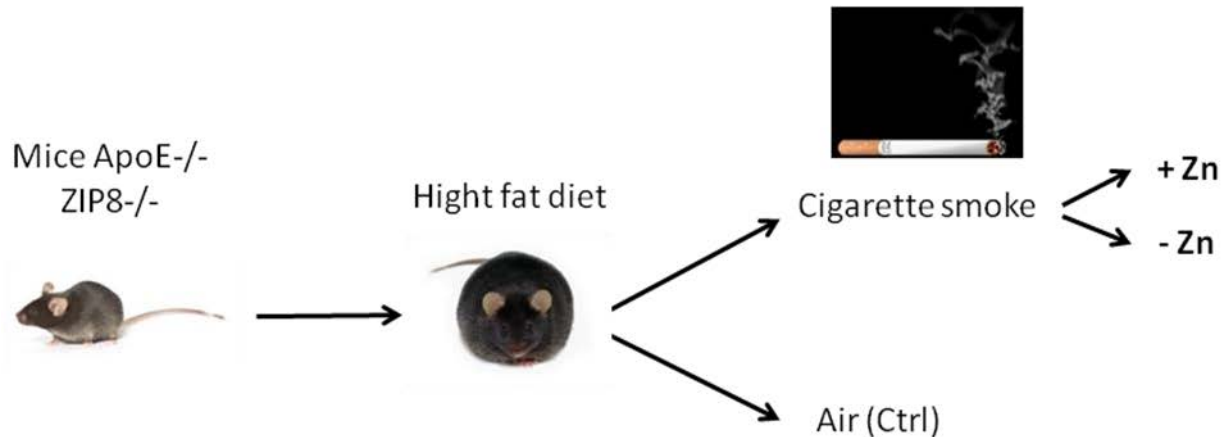 Mice ApoE-/-
ZIP8-/-
Hight fat diet
Cigarette smoke
+ Zn
- Zn
Air (Ctrl)